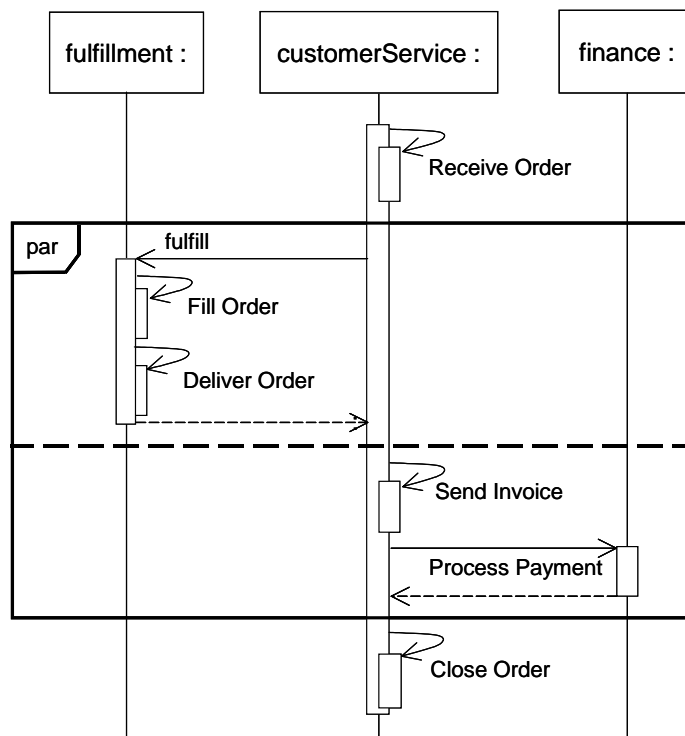 fulfillment :
customerService :
finance :
Receive Order
par
fulfill
Fill Order
Deliver Order
Send Invoice
Process Payment
Close Order